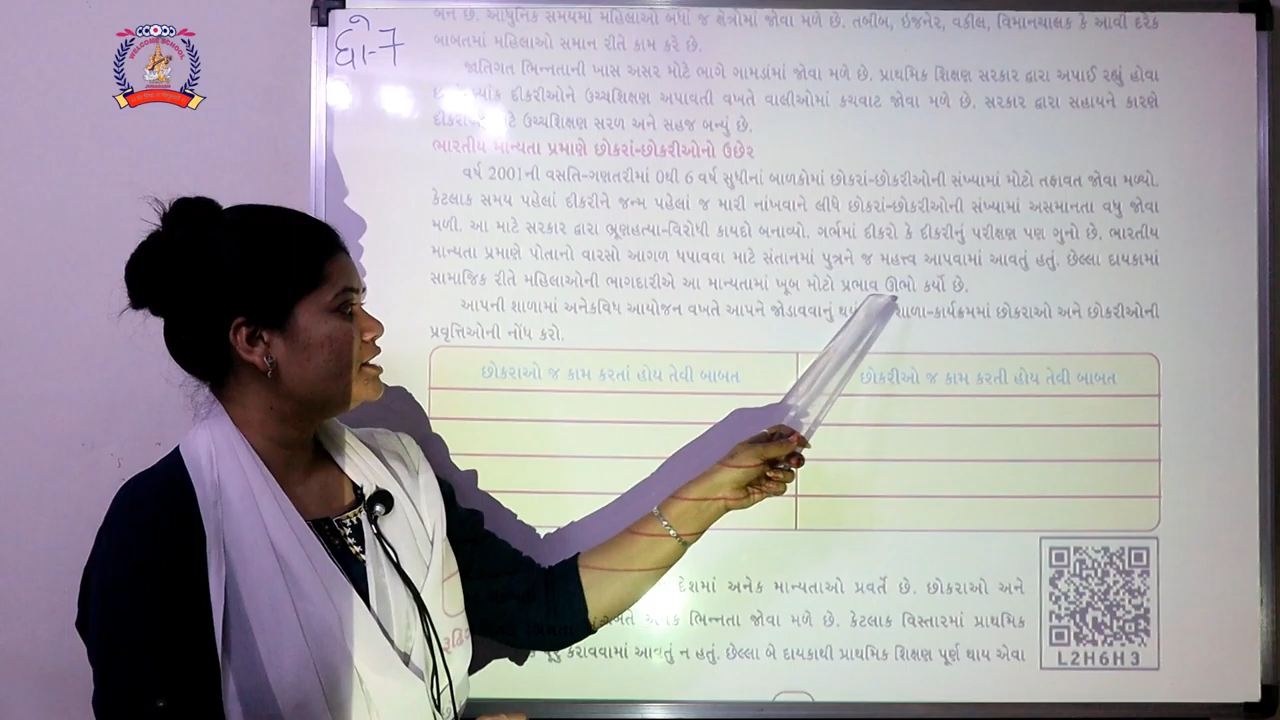 WELCOME SCHOOL
JUNAGADH
ધો-7
બને છે. આધુનિક સમયમાં મહિલાઓ બધાં જ ક્ષેત્રોમાં જોવા મળે છે. તબીબ, ઇજનેર, વકીલ, વિમાનચાલક કે આવી દરેક
બાબતમાં મહિલાઓ સમાન રીતે કામ કરે છે.
જાતિગત ભિન્નતાની ખાસ અસર મોટે ભાગે ગામડાંમાં જોવા મળે છે. પ્રાથમિક શિક્ષણ સરકાર દ્વારા અપાઈ રહ્યું હોવા
દીકરીઓને ઉચ્ચશિક્ષણ અપાવતી વખતે વાલીઓમાં કચવાટ જોવા મળે છે. સરકાર દ્વારા સહાયને કારણે
ઉચ્ચશિક્ષણ સરળ અને સહજ બન્યું છે.
ભારતીય માન્યતા પ્રમાણે છોકરાં-છોકરીઓનો ઉછેર
વર્ષ 2001ની વસતિ-ગણતરીમાં 0થી 6 વર્ષ સુધીનાં બાળકોમાં છોકરાં-છોકરીઓની સંખ્યામાં મોટો તફાવત જોવા મળ્યો.
કેટલાક સમય પહેલાં દીકરીને જન્મ પહેલાં જ મારી નાંખવાને લીધે છોકરાં-છોકરીઓની સંખ્યામાં અસમાનતા વધુ જોવા
મળી. આ માટે સરકાર દ્વારા ભ્રૂણહત્યા-વિરોધી કાયદો બનાવ્યો. ગર્ભમાં દીકરો કે દીકરીનું પરીક્ષણ પણ ગુનો છે. ભારતીય
માન્યતા પ્રમાણે પોતાનો વારસો આગળ ધપાવવા માટે સંતાનમાં પુત્રને જ મહત્ત્વ આપવામાં આવતું હતું. છેલ્લા દાયકામાં
સામાજિક રીતે મહિલાઓની ભાગદારીએ આ માન્યતામાં ખૂબ મોટો પ્રભાવ ઊભો કર્યો છે.
આપની શાળામાં અનેકવિધ આયોજન વખતે આપને જોડાવવાનું શાળા-કાર્યક્રમમાં છોકરાઓ અને છોકરીઓની
પ્રવૃત્તિઓની નોંધ કરો.
છોકરાઓ જ કામ કરતાં હોય તેવી બાબત
છોકરીઓ જ કામ કરતી હોય તેવી બાબત
દેશમાં અનેક માન્યતાઓ પ્રવર્તે છે. છોકરાઓ અને
ભિન્નતા જોવા મળે છે. કેટલાક વિસ્તારમાં પ્રાથમિક
કરાવવામાં આવતું ન હતું. છેલ્લા બે દાયકાથી પ્રાથમિક શિક્ષણ પૂર્ણ થાય એવા
L2H6H3